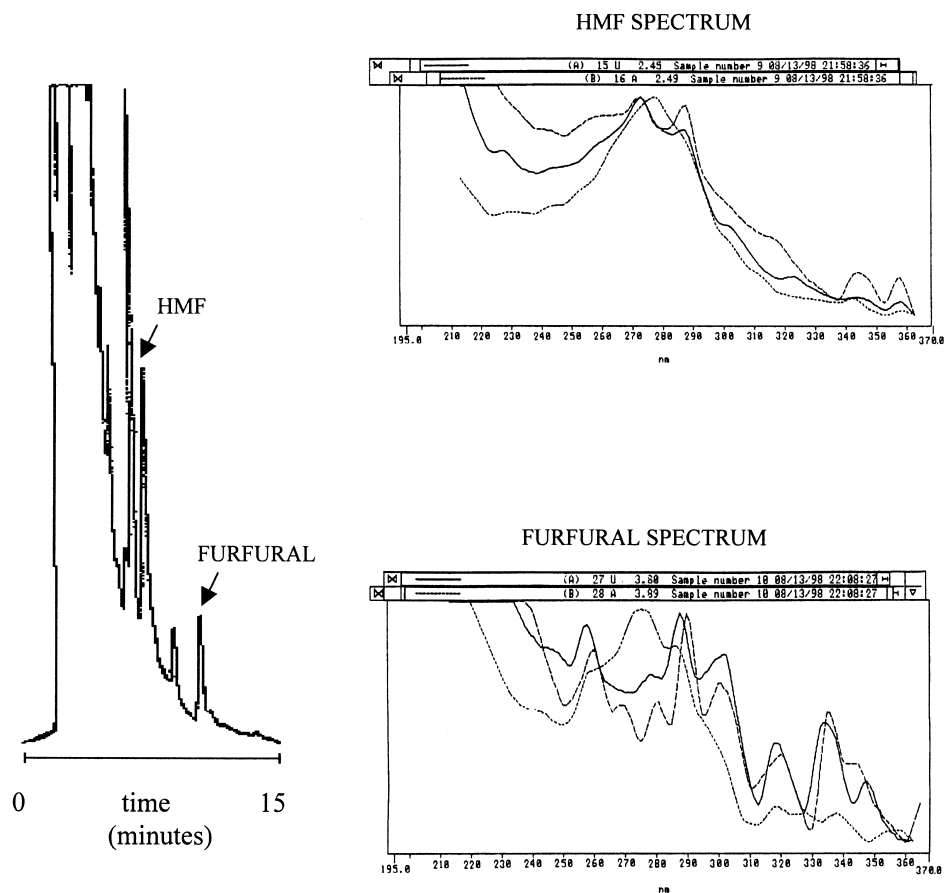 HMF SPECTRUM
(A) 15 U 2.45 Sample number 9 08/13/98 21:58:36
(B) 16 A 2.49 Sample number 9 08/13/98 21:58:36
195.0 210 220 230 240 250 260 270 280 290 300 310 320 330 340 350 360 370.0
nm
HMF
FURFURAL
0 time 15
(minutes)
FURFURAL SPECTRUM
(A) 27 U 3.80 Sample number 10 08/13/98 22:08:27
(B) 28 A 3.89 Sample number 10 08/13/98 22:08:27
195.0 210 220 230 240 250 260 270 280 290 300 310 320 330 340 350 360 370.0
nm